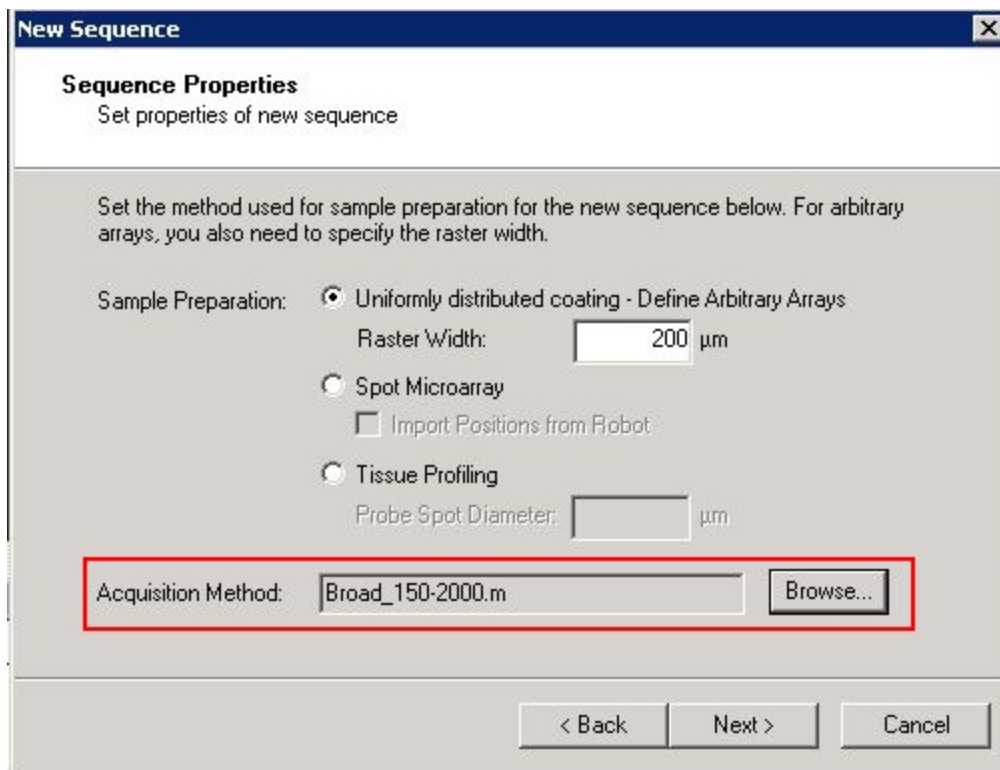 New Sequence
Sequence Properties
Set properties of new sequence
Set the method used for sample preparation for the new sequence below. For arbitrary
arrays, you also need to specify the raster width.
Sample Preparation:
Uniformly distributed coating - Define Arbitrary Arrays
Raster Width: 200 µm
Spot Microarray
Import Positions from Robot
Tissue Profiling
Probe Spot Diameter: µm
Acquisition Method: Broad_150-2000.m Browse...
< Back Next > Cancel